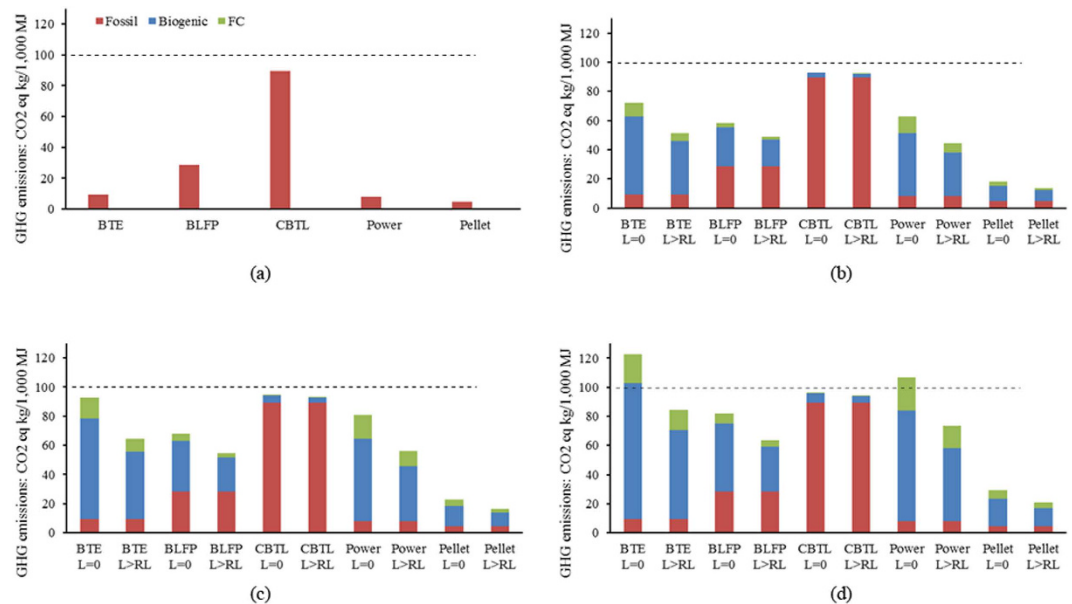 GHG emissions: CO2 eq kg/1,000 MJ
120
100
80
60
40
20
0
Fossil Biogenic FC
BTE BLFP CBTL Power Pellet
(a)
GHG emissions: CO2 eq kg/1,000 MJ
120
100
80
60
40
20
0
BTE BTE BLFP BLFP CBTL CBTL Power Power Pellet Pellet
L=0 L>RL L=0 L>RL L=0 L>RL L=0 L>RL L=0 L>RL
(b)
GHG emissions: CO2 eq kg/1,000 MJ
120
100
80
60
40
20
0
BTE BTE BLFP BLFP CBTL CBTL Power Power Pellet Pellet
L=0 L>RL L=0 L>RL L=0 L>RL L=0 L>RL L=0 L>RL
(c)
GHG emissions: CO2 eq kg/1,000 MJ
120
100
80
60
40
20
0
BTE BTE BLFP BLFP CBTL CBTL Power Power Pellet Pellet
L=0 L>RL L=0 L>RL L=0 L>RL L=0 L>RL L=0 L>RL
(d)